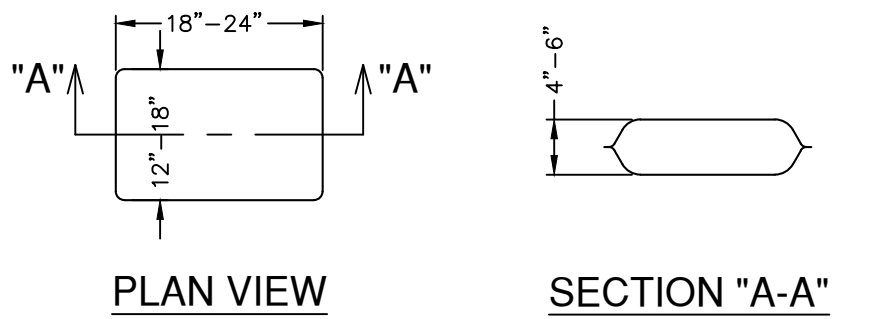 18”–24”
"A"
"A"
12”–18”
PLAN VIEW
4”–6”
SECTION "A-A"